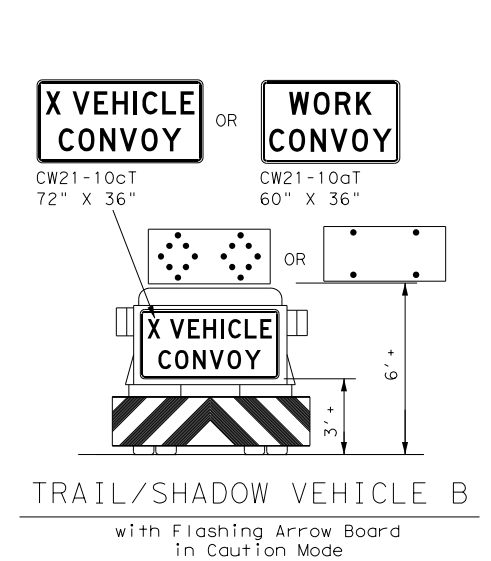 X VEHICLE
CONVOY
OR
WORK
CONVOY
CW21-10cT
72" X 36"
CW21-10aT
60" X 36"
OR
X VEHICLE
CONVOY
6' +
3' +
TRAIL/SHADOW VEHICLE B
with Flashing Arrow Board
in Caution Mode